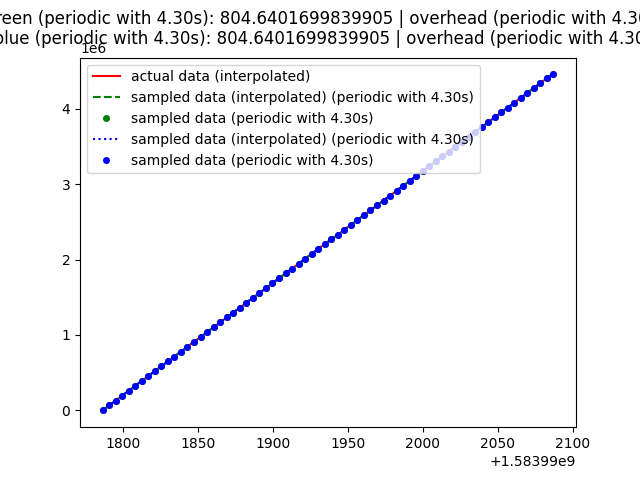 reen (periodic with 4.30s): 804.6401699839905 | overhead (periodic with 4.30
blue (periodic with 4.30s): 804.6401699839905 | overhead (periodic with 4.30
1e6
actual data (interpolated)
sampled data (interpolated) (periodic with 4.30s)
sampled data (periodic with 4.30s)
sampled data (interpolated) (periodic with 4.30s)
sampled data (periodic with 4.30s)
4
3
2
1
0
1800 1850 1900 1950 2000 2050 2100
+1.58399e9